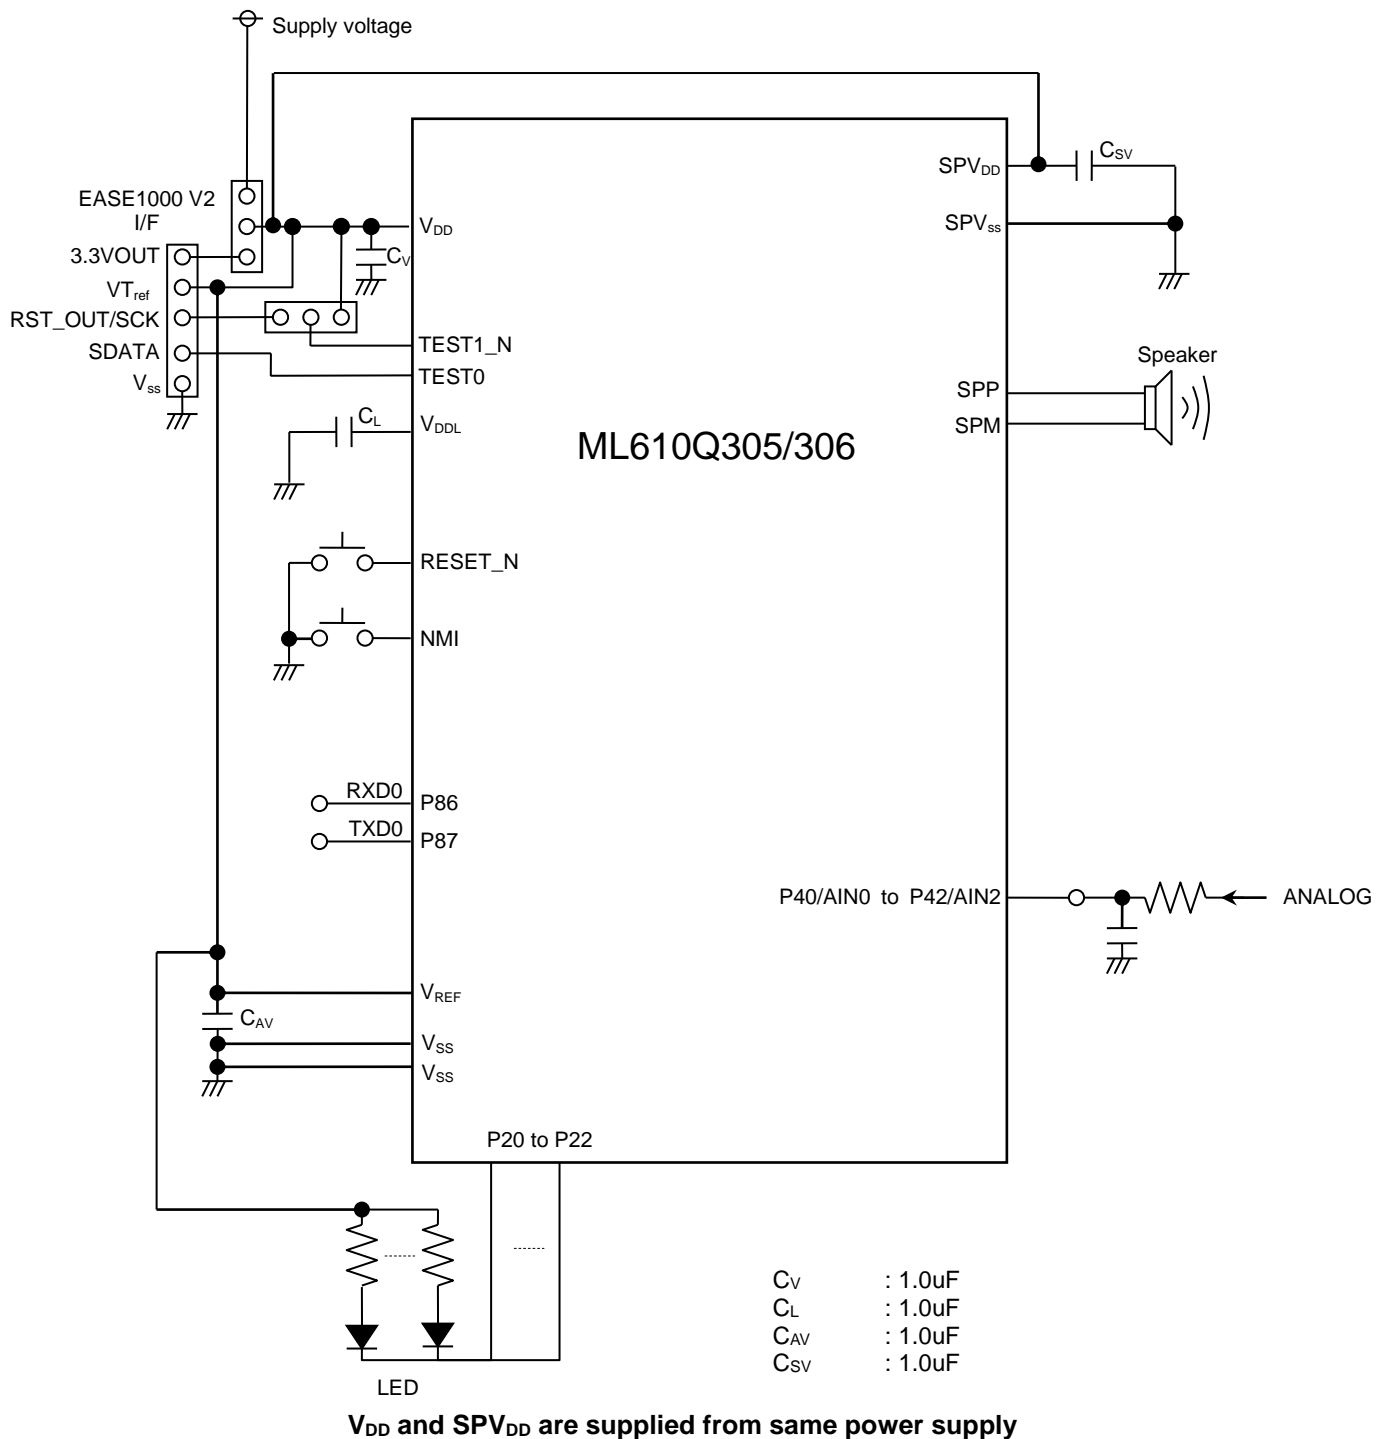 Supply voltage
EASE1000 V2
I/F
3.3VOUT
VTref
RST_OUT/SCK
SDATA
Vss
VDD
CV
TEST1_N
TEST0
CL
VDDL
RESET_N
NMI
RXD0
P86
TXD0
P87
VREF
CAV
VSS
VSS
ML610Q305/306
SPVDD
CSV
SPVss
Speaker
SPP
SPM
P40/AIN0 to P42/AIN2
ANALOG
P20 to P22
LED
CV : 1.0uF
CL : 1.0uF
CAV : 1.0uF
CSV : 1.0uF
VDD and SPVDD are supplied from same power supply